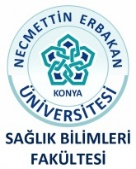 NECMETTİN ERBAKAN
KONYA
ÜNİVERSİTESİ
SAĞLIK BİLİMLERİ
FAKÜLTESİ